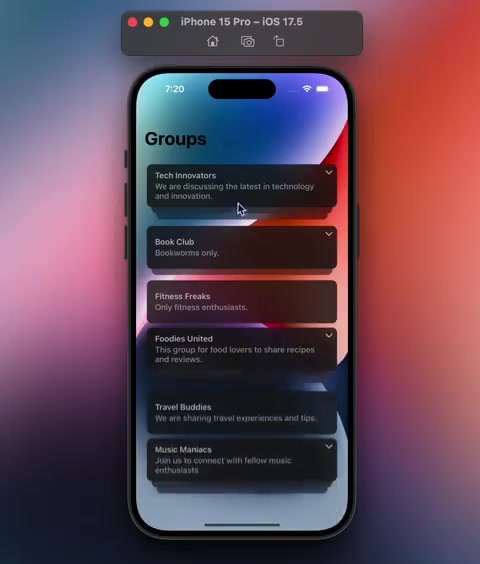 iPhone 15 Pro – iOS 17.5
7:20
Groups
Tech Innovators
We are discussing the latest in technology
and innovation.
Book Club
Bookworms only.
Fitness Freaks
Only fitness enthusiasts.
Foodies United
This group for food lovers to share recipes
and reviews.
Travel Buddies
We are sharing travel experiences and tips.
Music Maniacs
Join us to connect with fellow music
enthusiasts